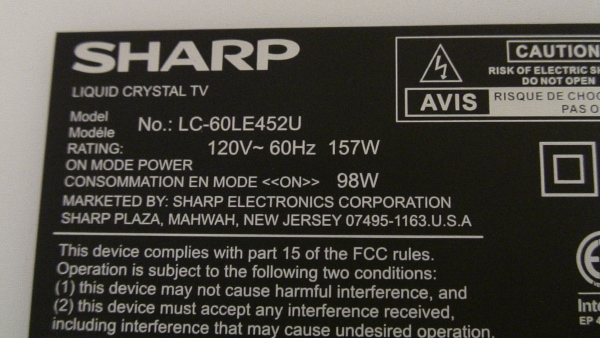 SHARP
LIQUID CRYSTAL TV
Model
Modéle
No.: LC-60LE452U
RATING: 120V~ 60Hz 157W
ON MODE POWER
CONSOMMATION EN MODE <<ON>> 98W
MARKETED BY: SHARP ELECTRONICS CORPORATION
SHARP PLAZA, MAHWAH, NEW JERSEY 07495-1163.U.S.A
This device complies with part 15 of the FCC rules.
Operation is subject to the following two conditions:
(1) this device may not cause harmful interference, and
(2) this device must accept any interference received,
including interference that may cause undesired operation.
CAUTION
RISK OF ELECTRIC
DO NOT OPEN
AVIS
RISQUE DE
PAS